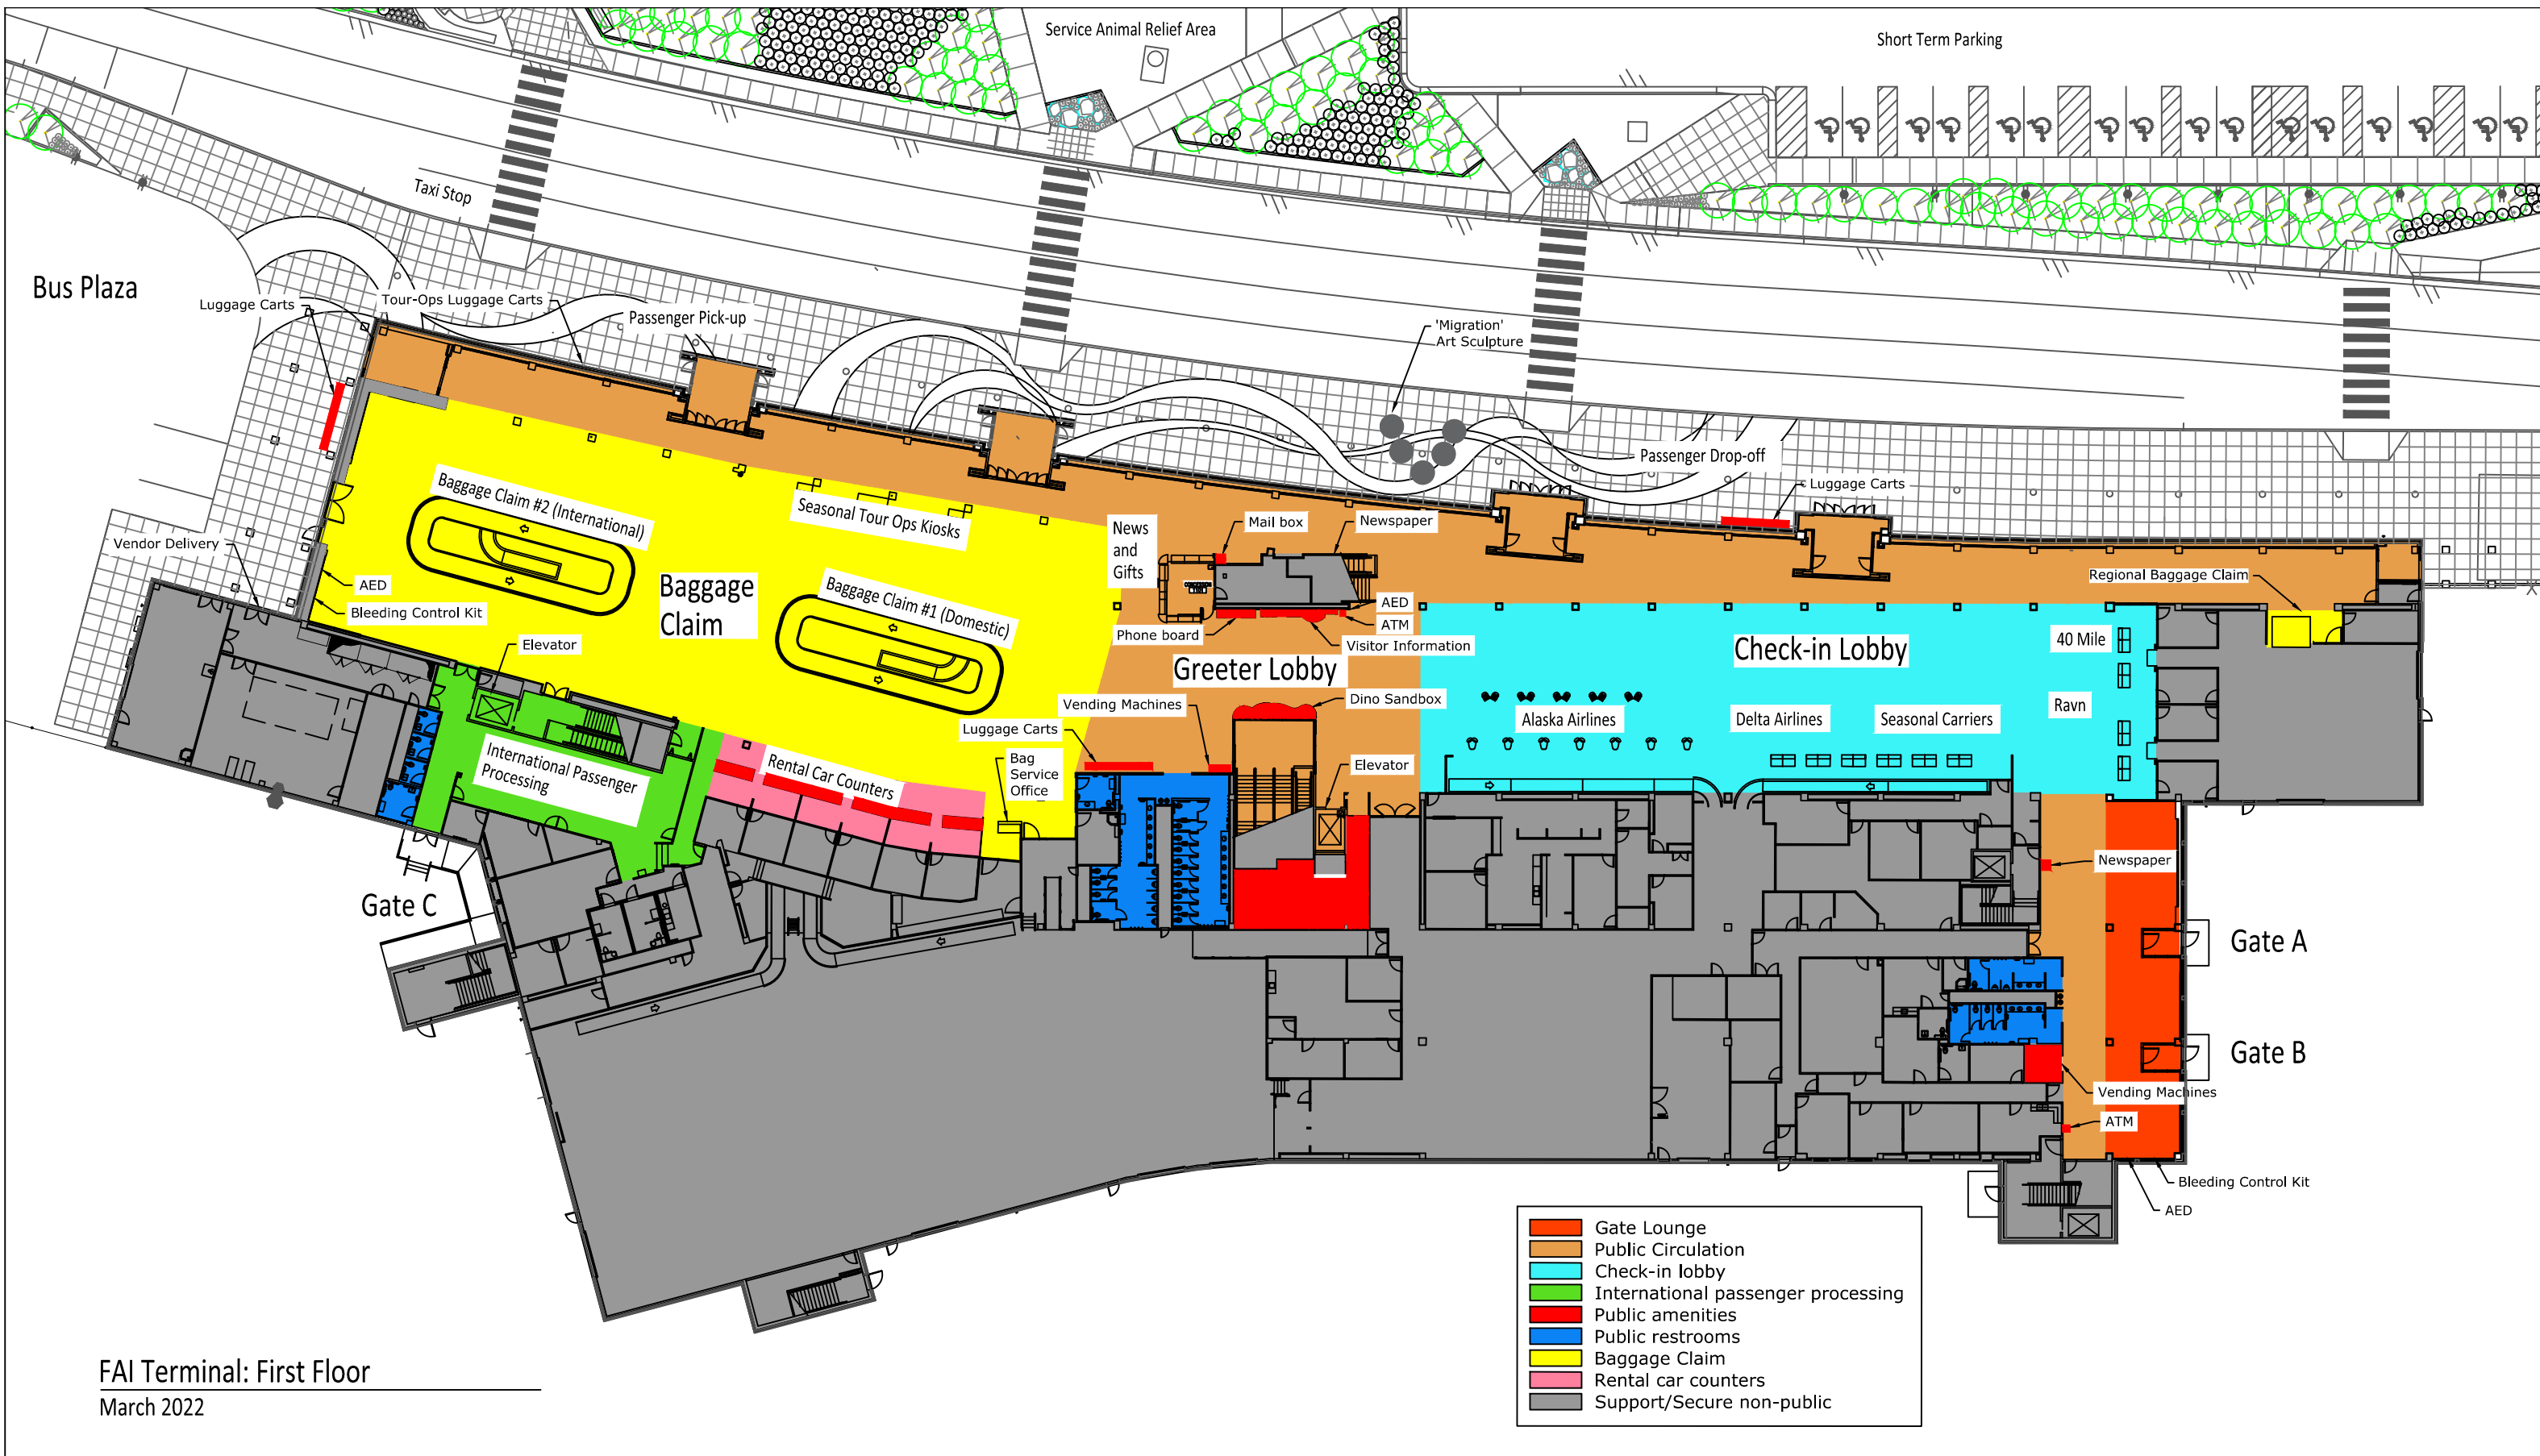 Service Animal Relief Area
Short Term Parking
Taxi Stop
Bus Plaza
Luggage Carts
Tour-Ops Luggage Carts
Passenger Pick-up
'Migration'
Art Sculpture
Passenger Drop-off
Luggage Carts
Baggage Claim #2 (International)
Seasonal Tour Ops Kiosks
News
and
Gifts
Mail box
Newspaper
Vendor Delivery
AED
Bleeding Control Kit
Elevator
Baggage
Claim
Baggage Claim #1 (Domestic)
Phone board
AED
ATM
Visitor Information
Greeter Lobby
Check-in Lobby
40 Mile
Regional Baggage Claim
Vending Machines
Dino Sandbox
Luggage Carts
Alaska Airlines
Delta Airlines
Seasonal Carriers
Ravn
International Passenger
Processing
Rental Car Counters
Bag
Service
Office
Elevator
Newspaper
Gate C
Gate A
Gate B
Vending Machines
ATM
Bleeding Control Kit
AED
Gate Lounge
Public Circulation
Check-in lobby
International passenger processing
Public amenities
Public restrooms
Baggage Claim
Rental car counters
Support/Secure non-public
FAI Terminal: First Floor
March 2022